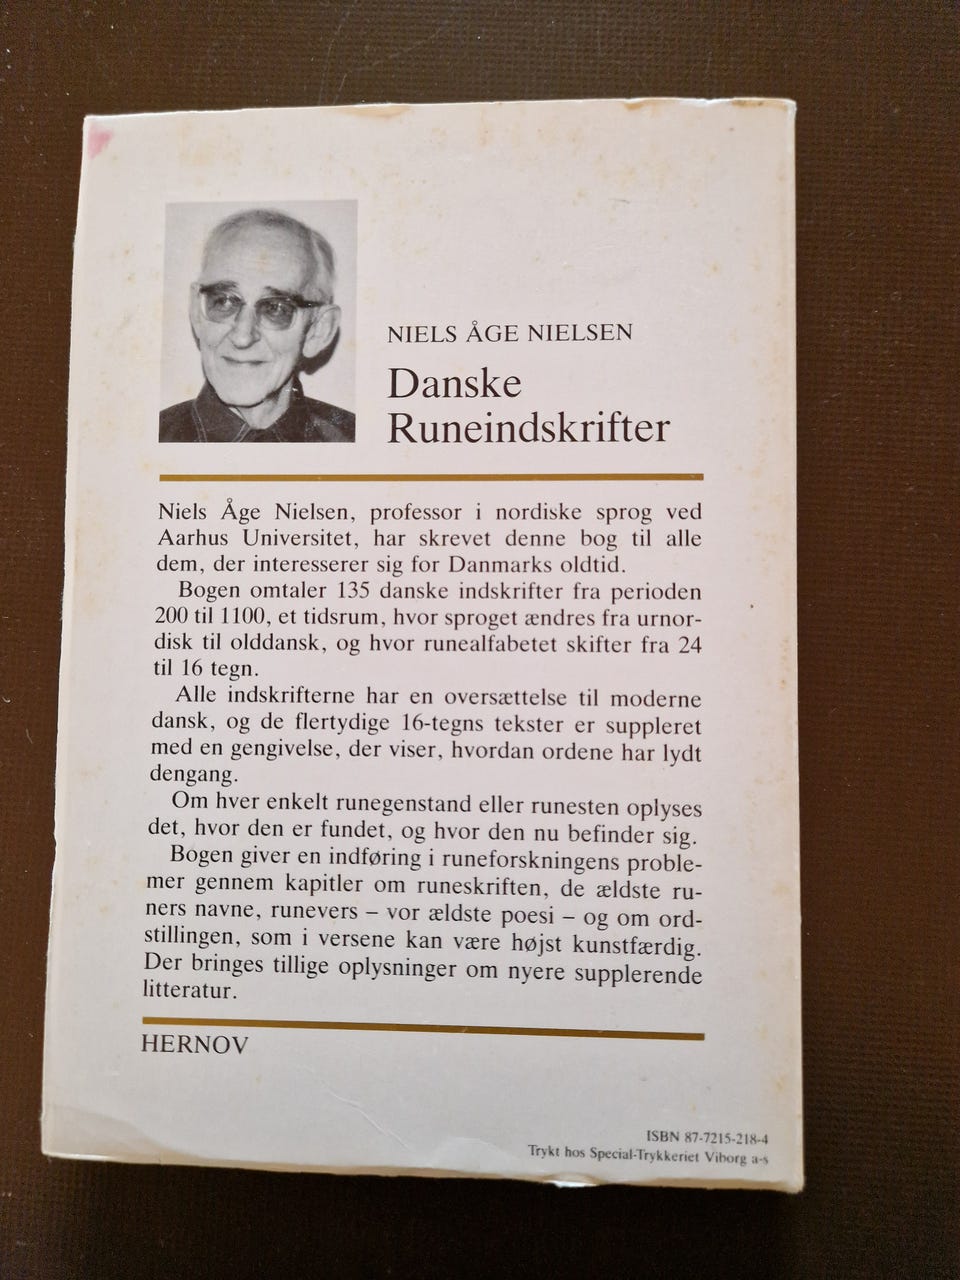 NIELS ÅGE NIELSEN
Danske
Runeindskrifter
Niels Åge Nielsen, professor i nordiske sprog ved
Aarhus Universitet, har skrevet denne bog til alle
dem, der interesserer sig for Danmarks oldtid.
Bogen omtaler 135 danske indskrifter fra perioden
200 til 1100, et tidsrum, hvor sproget ændres fra urnor-
disk til olddansk, og hvor runealfabetet skifter fra 24
til 16 tegn.
Alle indskrifterne har en oversættelse til moderne
dansk, og de flertydige 16-tegns tekster er suppleret
med en gengivelse, der viser, hvordan ordene har lydt
dengang.
Om hver enkelt runegenstand eller runesten oplyses
det, hvor den er fundet, og hvor den nu befinder sig.
Bogen giver en indføring i runeforskningens proble-
mer gennem kapitler om runeskriften, de ældste ru-
ners navne, runevers – vor ældste poesi – og om ord-
stillingen, som i versene kan være højst kunstfærdig.
Der bringes tillige oplysninger om nyere supplerende
litteratur.
HERNOV
ISBN 87-7215-218-4
Trykt hos Special-Trykkeriet Viborg a-s